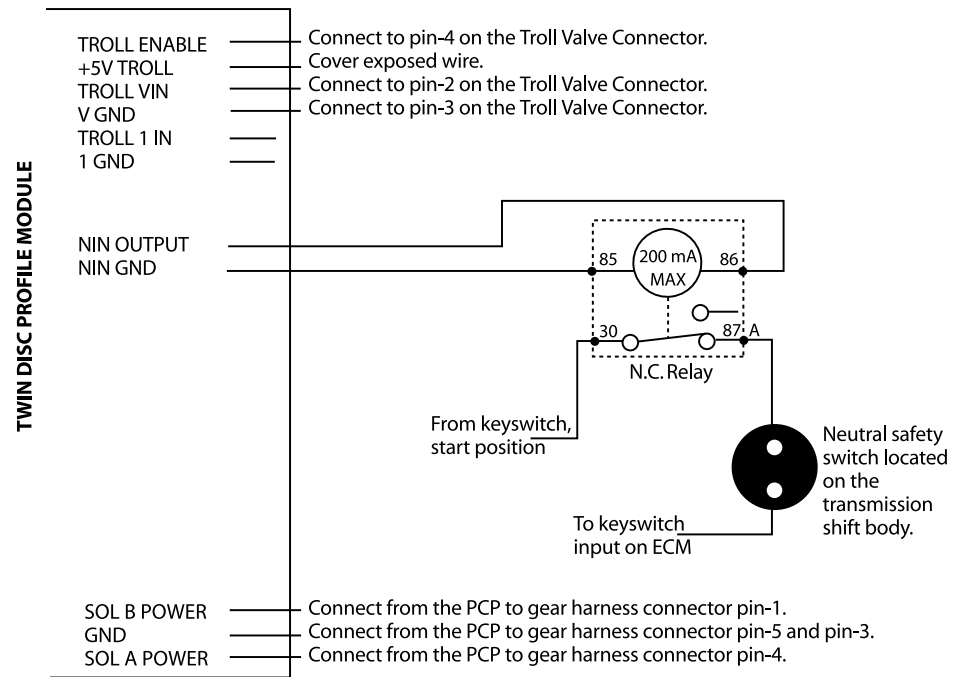 TWIN DISC PROFILE MODULE
TROLL ENABLE
Connect to pin-4 on the Troll Valve Connector.
+5V TROLL
Cover exposed wire.
TROLL VIN
Connect to pin-2 on the Troll Valve Connector.
V GND
Connect to pin-3 on the Troll Valve Connector.
TROLL 1 IN
1 GND
NIN OUTPUT
NIN GND
85
200 mA
MAX
86
30
87
A
N.C. Relay
From keyswitch,
start position
Neutral safety
switch located
on the
transmission
shift body.
To keyswitch
input on ECM
SOL B POWER
Connect from the PCP to gear harness connector pin-1.
GND
Connect from the PCP to gear harness connector pin-5 and pin-3.
SOL A POWER
Connect from the PCP to gear harness connector pin-4.